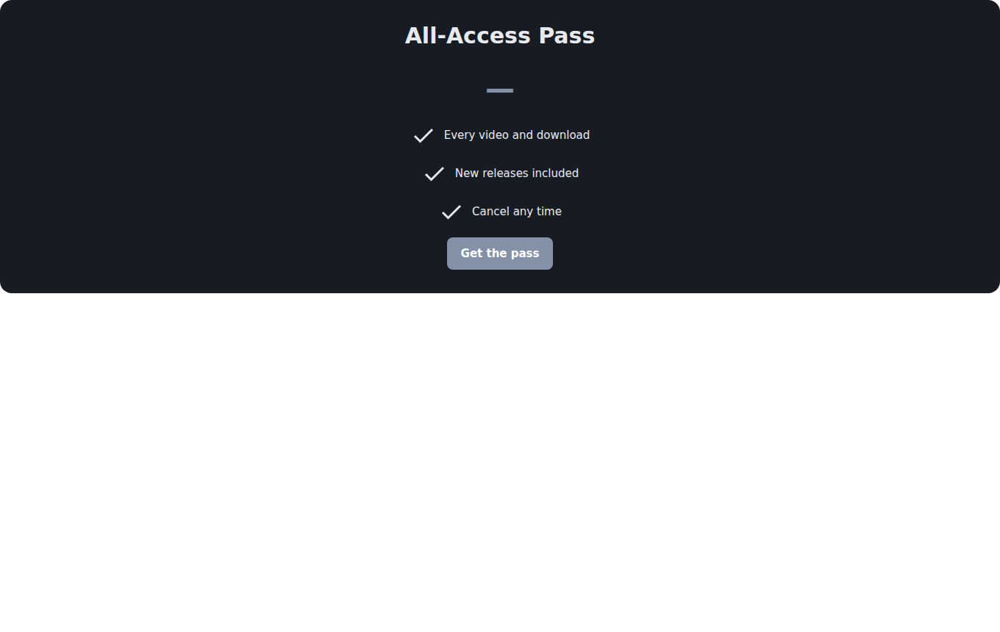 All-Access Pass
—
Every video and download
New releases included
Cancel any time
Get the pass